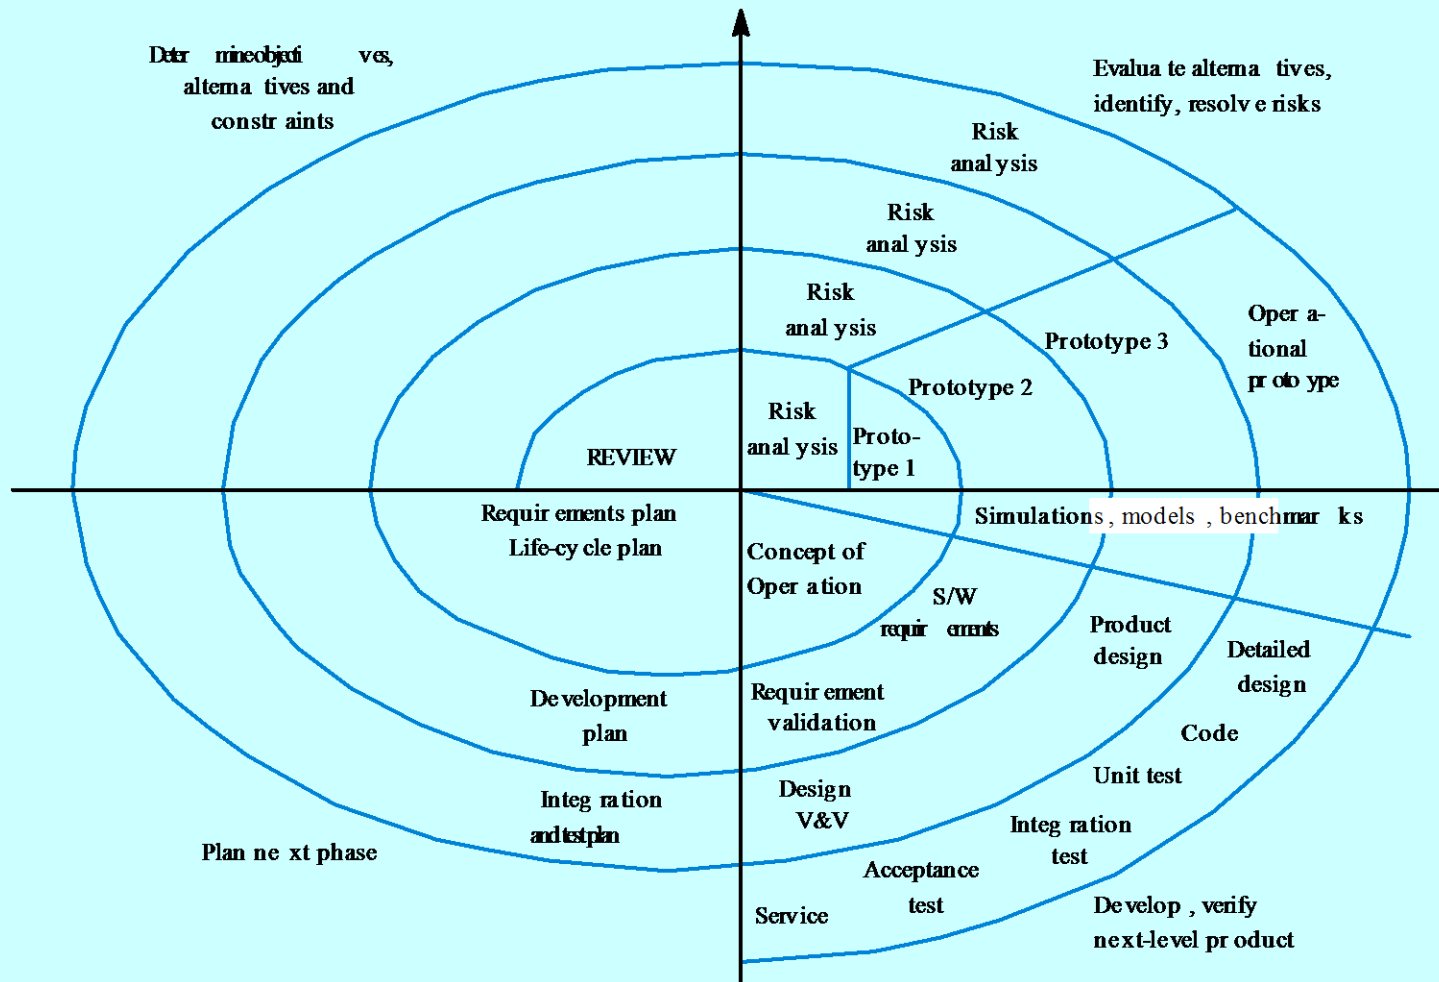 Determine objectives,
alternatives and
constraints
Evaluate alternatives,
identify, resolve risks
Risk
analysis
Risk
analysis
Risk
analysis
Risk
analysis
Opera-
tional
prototype
Prototype 3
Prototype 2
Proto-
type 1
REVIEW
Requirements plan
Life-cycle plan
Simulations, models, benchmarks
Concept of
Operation
S/W
requirements
Product
design
Detailed
design
Development
plan
Requirement
validation
Code
Unit test
Integration
and test plan
Design
V&V
Integration
test
Plan next phase
Acceptance
test
Service
Develop, verify
next-level product